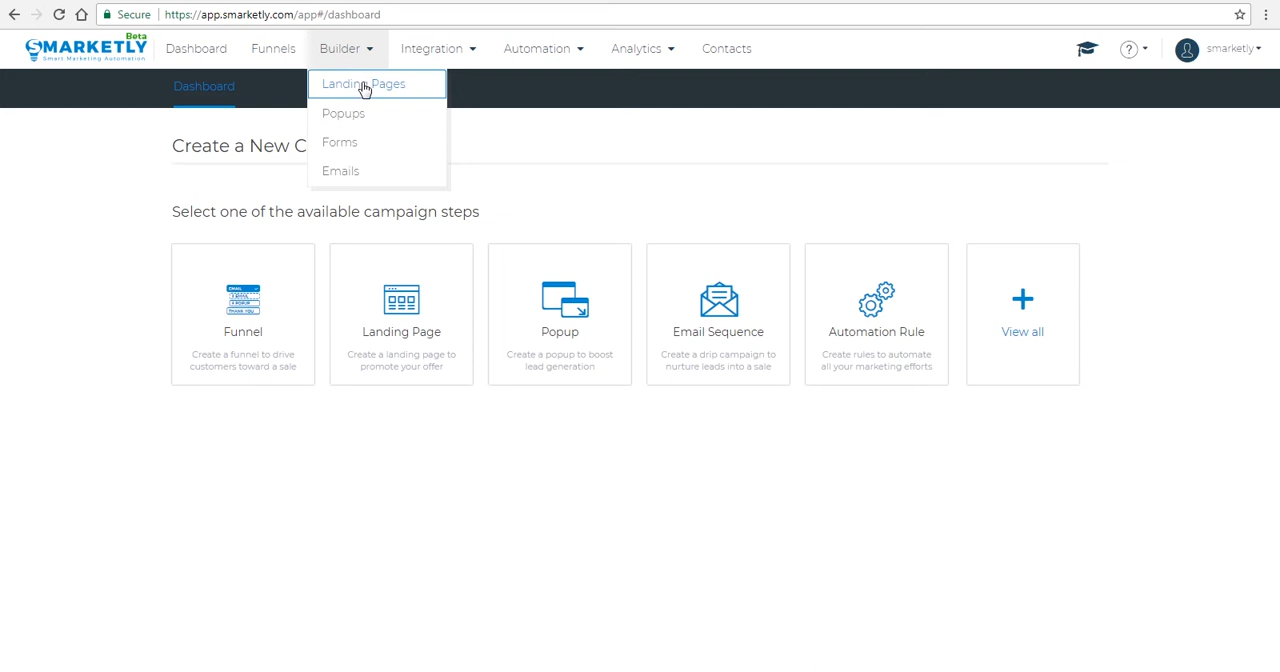 Secure
https://app.smarketly.com/app#/dashboard
Beta
SMARKETLY
Smart Marketing Automation
Dashboard
Funnels
Builder
Integration
Automation
Analytics
Contacts
?
smarketly
Dashboard
Landing Pages
Popups
Forms
Emails
Create a New C
Select one of the available campaign steps
EMAIL
Funnel
Create a funnel to drive
customers toward a sale
Landing Page
Create a landing page to
promote your offer
Popup
Create a popup to boost
lead generation
Email Sequence
Create a drip campaign to
nurture leads into a sale
Automation Rule
Create rules to automate
all your marketing efforts
View all